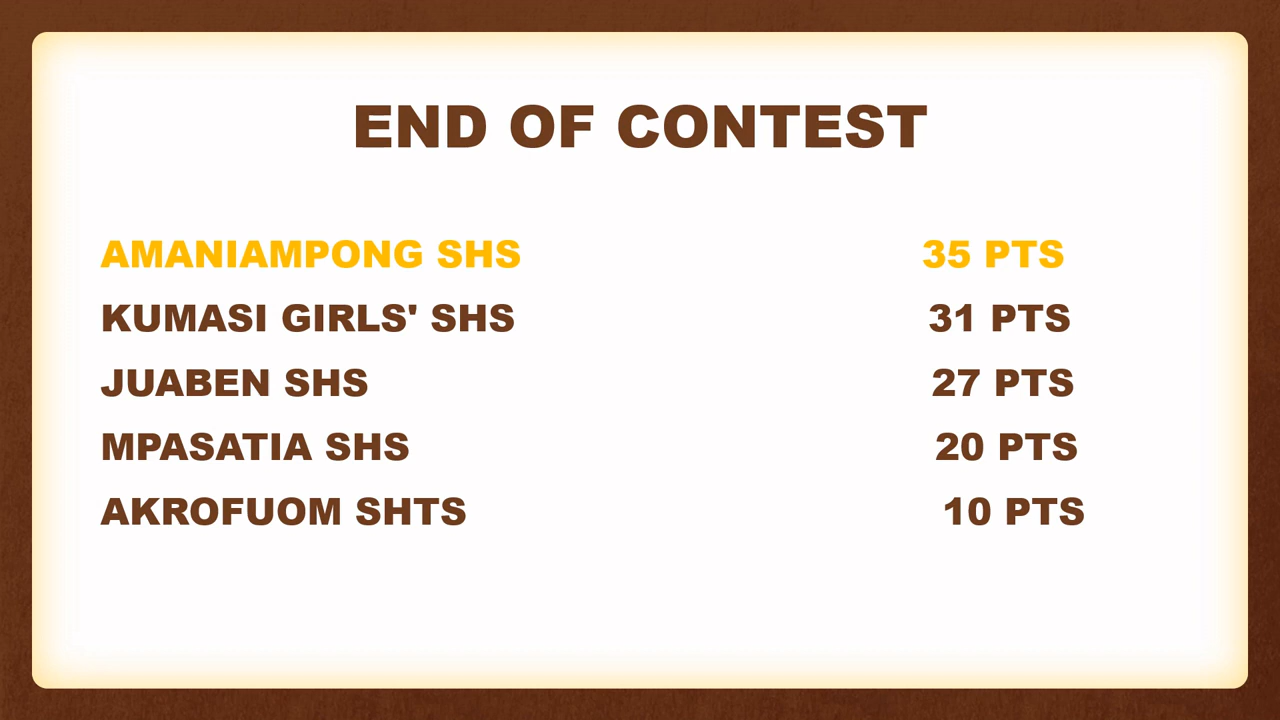 END OF CONTEST
AMANIAMPONG SHS 35 PTS
KUMASI GIRLS' SHS 31 PTS
JUABEN SHS 27 PTS
MPASATIA SHS 20 PTS
AKROFUOM SHTS 10 PTS